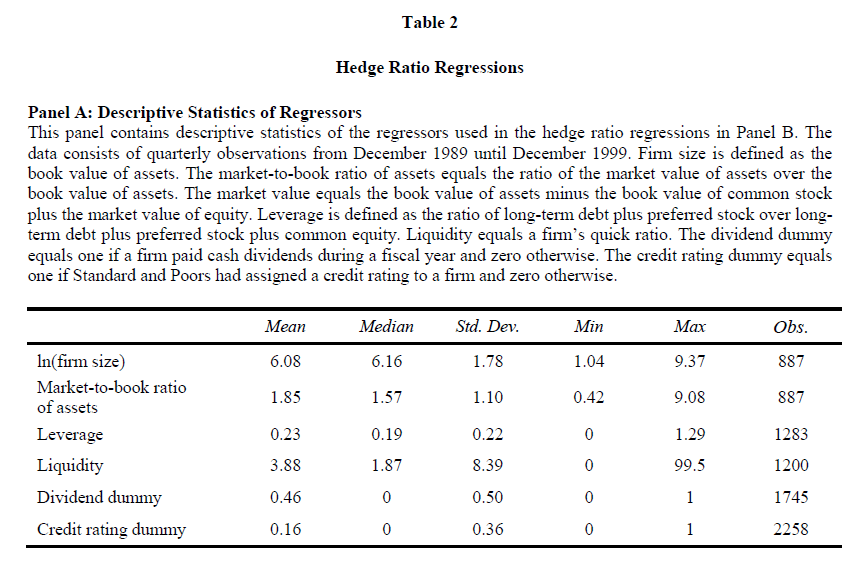 Table 2
Hedge Ratio Regressions
Panel A: Descriptive Statistics of Regressors
This panel contains descriptive statistics of the regressors used in the hedge ratio regressions in Panel B. The
data consists of quarterly observations from December 1989 until December 1999. Firm size is defined as the
book value of assets. The market-to-book ratio of assets equals the ratio of the market value of assets over the
book value of assets. The market value equals the book value of assets minus the book value of common stock
plus the market value of equity. Leverage is defined as the ratio of long-term debt plus preferred stock over long-
term debt plus preferred stock plus common equity. Liquidity equals a firm's quick ratio. The dividend dummy
equals one if a firm paid cash dividends during a fiscal year and zero otherwise. The credit rating dummy equals
one if Standard and Poors had assigned a credit rating to a firm and zero otherwise.
Mean Median Std. Dev. Min Max Obs.
ln(firm size) 6.08 6.16 1.78 1.04 9.37 887
Market-to-book ratio
of assets 1.85 1.57 1.10 0.42 9.08 887
Leverage 0.23 0.19 0.22 0 1.29 1283
Liquidity 3.88 1.87 8.39 0 99.5 1200
Dividend dummy 0.46 0 0.50 0 1 1745
Credit rating dummy 0.16 0 0.36 0 1 2258